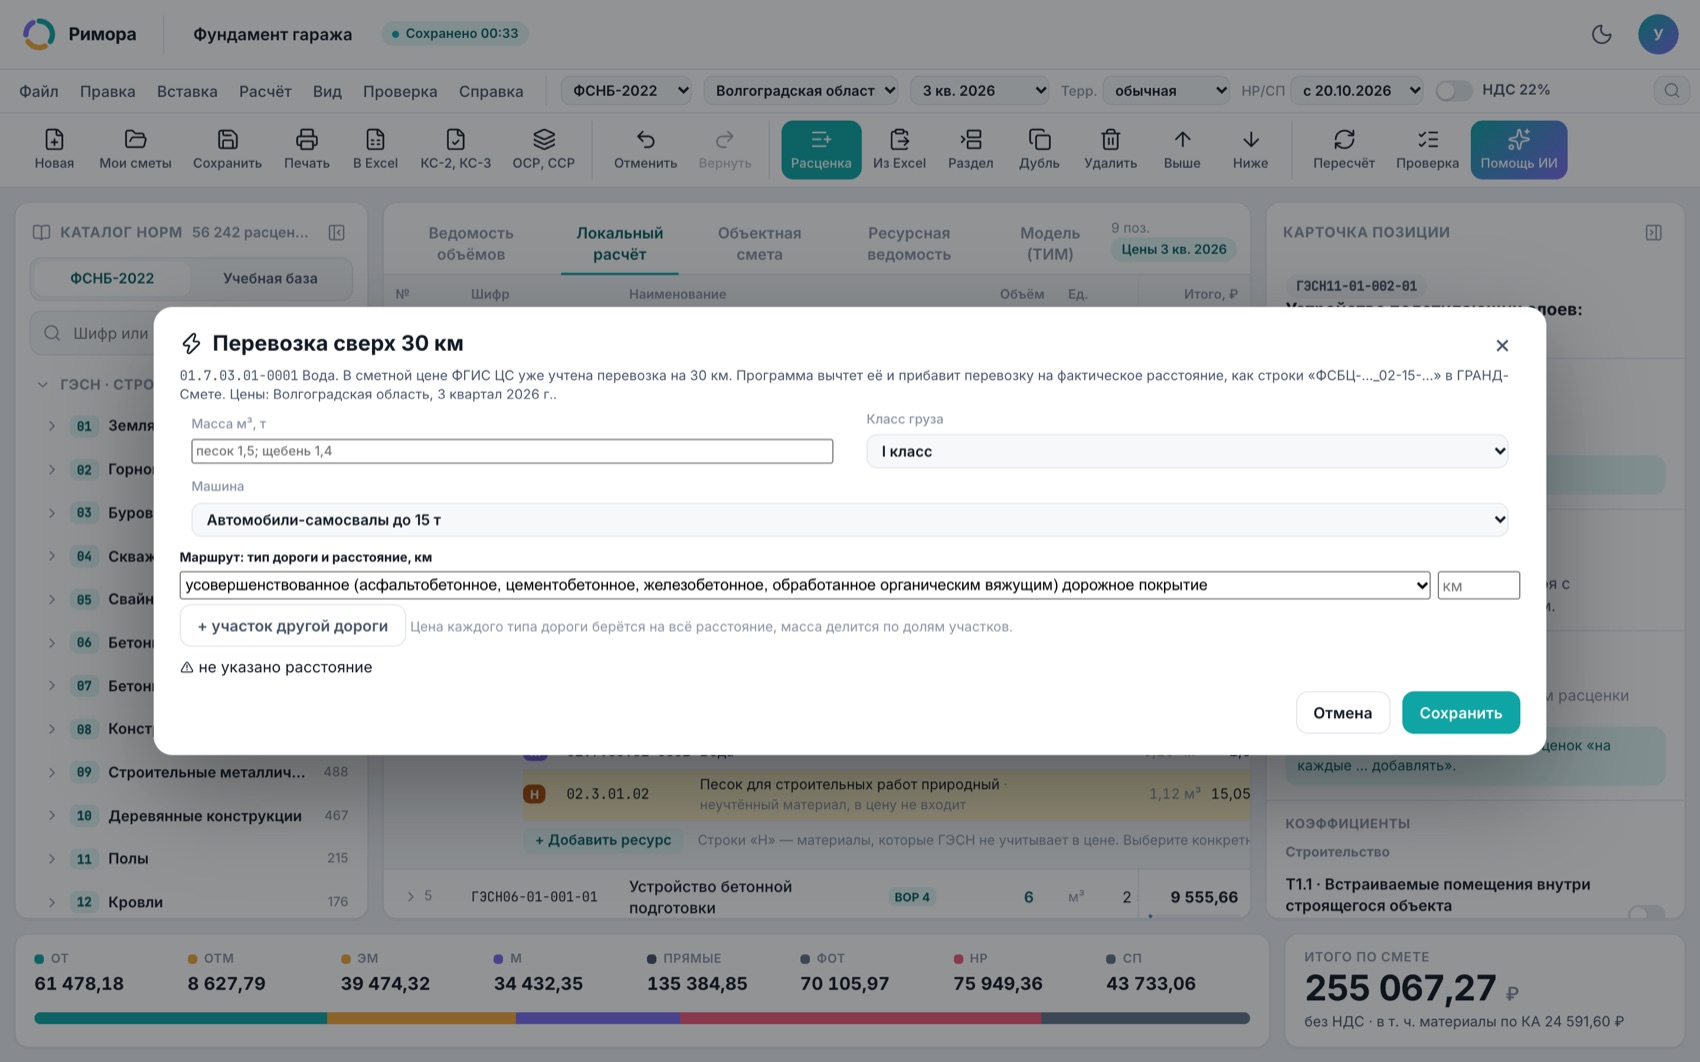 Римора
Фундамент гаража
Сохранено 00:33
У
Файл Правка Вставка Расчёт Вид Проверка Справка
ФСНБ-2022
Волгоградская област
3 кв. 2026
Терр.
обычная
НР/СП
с 20.10.2026
НДС 22%
Новая
Мои сметы
Сохранить
Печать
В Excel
КС-2, КС-3
ОСР, ССР
Отменить
Вернуть
Расценка
Из Excel
Раздел
Дубль
Удалить
Выше
Ниже
Пересчёт
Проверка
Помощь ИИ
КАТАЛОГ НОРМ 56 242 расцен...
ФСНБ-2022
Учебная база
Шифр или
ГЭСН · СТРО
01 Земля
02 Горно
03 Буров
04 Скваж
05 Свайн
06 Бетон
07 Бетон
08 Конст
09 Строительные металлич... 488
10 Деревянные конструкции 467
11 Полы 215
12 Кровли 176
Ведомость
объёмов
Локальный
расчёт
Объектная
смета
Ресурсная
ведомость
Модель
(ТИМ)
9 поз.
Цены 3 кв. 2026
№ Шифр Наименование Объём Ед. Итого, ₽
КАРТОЧКА ПОЗИЦИИ
ГЭСН11-01-002-01
Перевозка сверх 30 км
01.7.03.01-0001 Вода. В сметной цене ФГИС ЦС уже учтена перевозка на 30 км. Программа вычтет её и прибавит перевозку на фактическое расстояние, как строки «ФСБЦ-..._02-15-...» в ГРАНД-
Смете. Цены: Волгоградская область, 3 квартал 2026 г..
Масса м³, т
песок 1,5; щебень 1,4
Класс груза
I класс
Машина
Автомобили-самосвалы до 15 т
Маршрут: тип дороги и расстояние, км
усовершенствованное (асфальтобетонное, цементобетонное, железобетонное, обработанное органическим вяжущим) дорожное покрытие
км
+ участок другой дороги
Цена каждого типа дороги берётся на всё расстояние, масса делится по долям участков.
⚠ не указано расстояние
Отмена
Сохранить
Н 02.3.01.02 Песок для строительных работ природный · 1,12 м³ 15,05
неучтённый материал, в цену не входит
+ Добавить ресурс
Строки «Н» — материалы, которые ГЭСН не учитывает в цене. Выберите конкретн
5 ГЭСН06-01-001-01 Устройство бетонной ВОР 4 6 м³ 2 9 555,66
подготовки
м расценки
ценок «на
каждые ... добавлять».
КОЭФФИЦИЕНТЫ
Строительство
Т1.1 · Встраиваемые помещения внутри
строящегося объекта
ОТ
61 478,18
ОТМ
8 627,79
ЭМ
39 474,32
М
34 432,35
ПРЯМЫЕ
135 384,85
ФОТ
70 105,97
НР
75 949,36
СП
43 733,06
ИТОГО ПО СМЕТЕ
255 067,27 ₽
без НДС · в т. ч. материалы по КА 24 591,60 ₽